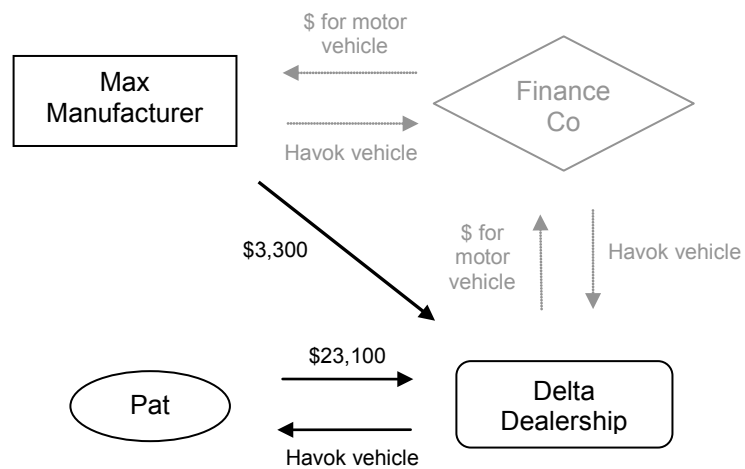 $ for motor
vehicle
Max
Manufacturer
Finance
Co
Havok vehicle
$3,300
$ for
motor
vehicle
Havok vehicle
$23,100
Pat
Delta
Dealership
Havok vehicle